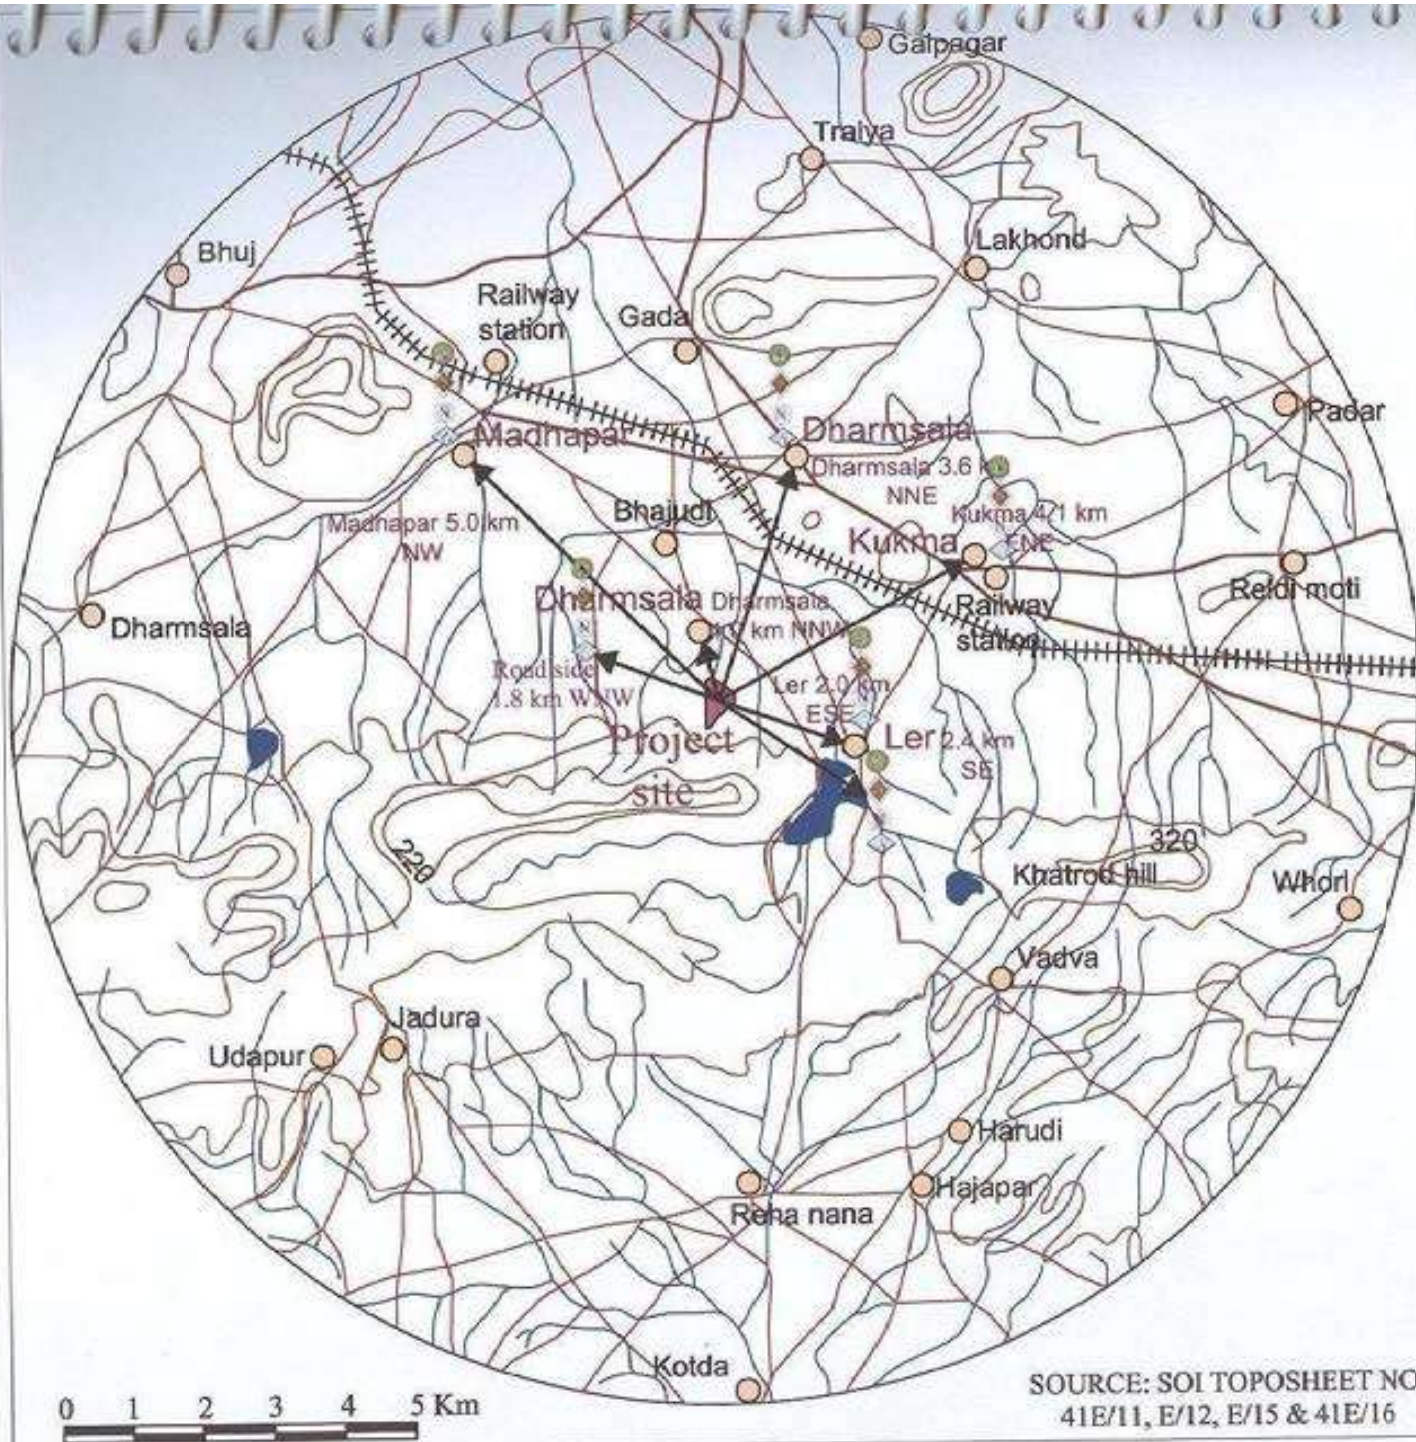 Galpagar
Tralya
Lakhond
Bhuj
Railway
station
Gada
Padar
Madhapar
Dharmsala
Dharmsala 3.6 k
NNE
Madhapar 5.0 km
NW
Bhajudi
Kukma 4.1 km
ENE
Kukma
Railway
station
Reldi moti
Dharmsala
Dharmsala
Dharmsala
km NNW
Road side
1.8 km WNW
Ler 2.0 km
ESE
Ler
2.4 km
SE
Project
site
220
320
Khatrod hill
Whori
Vadva
Jadura
Udapur
Harudi
Hajapar
Reha nana
Kotda
0 1 2 3 4 5 Km
SOURCE: SOI TOPOSHEET NO
41E/11, E/12, E/15 & 41E/16